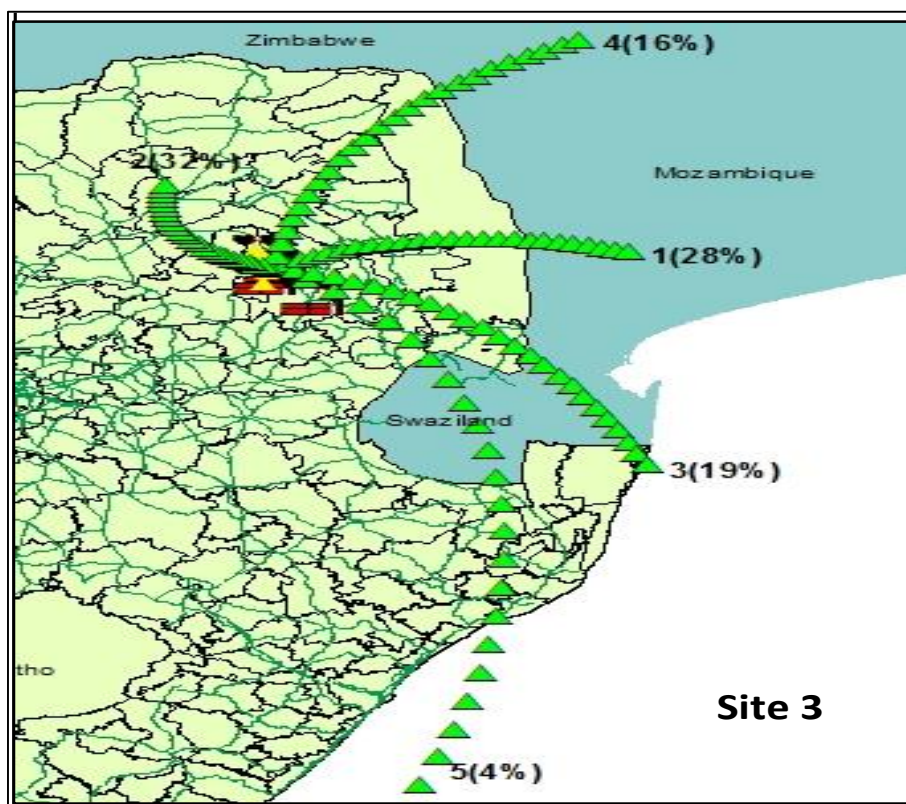 Zimbabwe
4(16%)
2(32%)
Mozambique
1(28%)
Swaziland
3(19%)
tho
Site 3
5(4%)